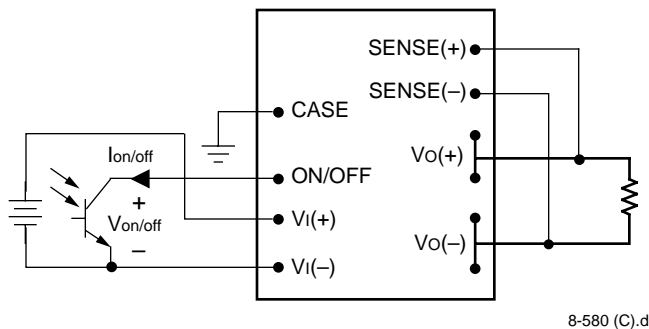 SENSE(+)
SENSE(–)
CASE
VO(+)
Ion/off
ON/OFF
+
Von/off
VI(+)
VO(–)
–
VI(–)
8-580 (C).d